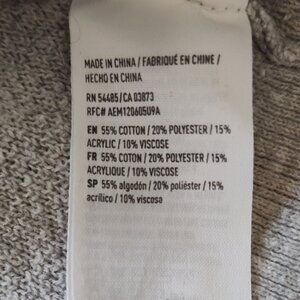 MADE IN CHINA / FABRIQUÉ EN CHINE /
HECHO EN CHINA
RN 54485/CA 03873
RFC# AEM120605U9A
EN 55% COTTON / 20% POLYESTER / 15%
ACRYLIC / 10% VISCOSE
FR 55% COTON / 20% POLYESTER / 15%
ACRYLIQUE / 10% VISCOSE
SP 55% algodón / 20% poliéster / 15%
acrílico / 10% viscosa